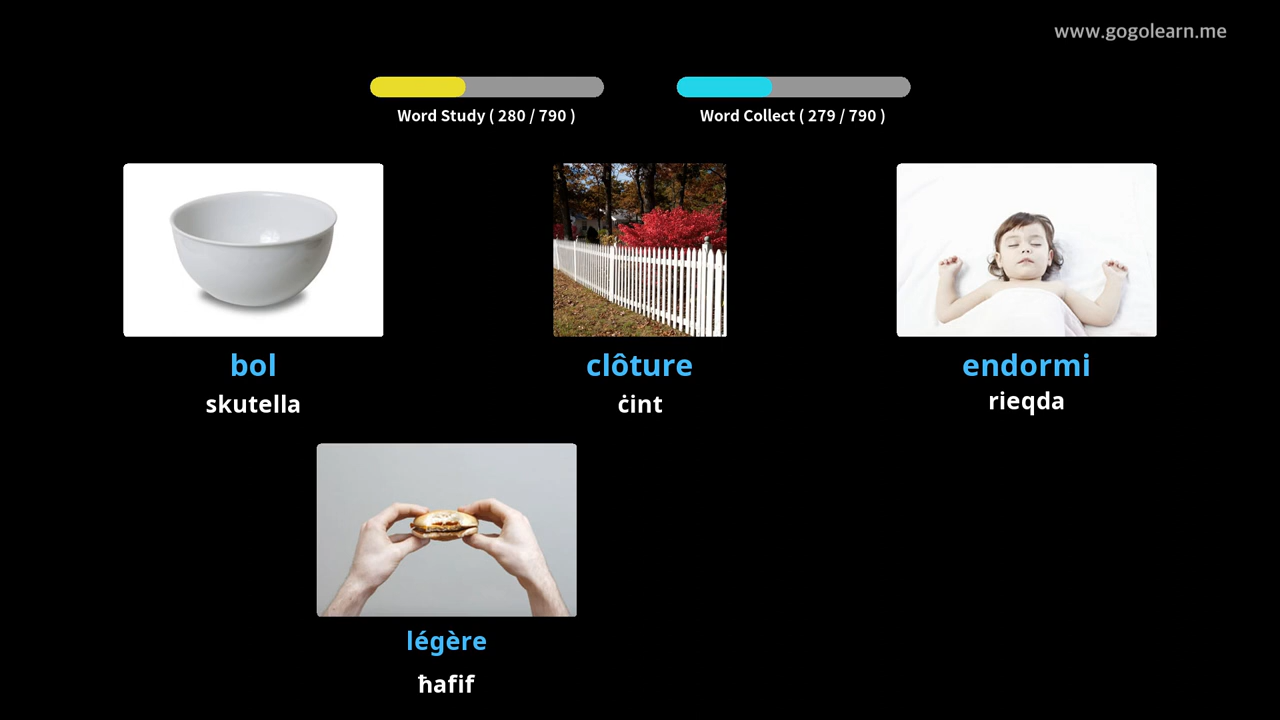 www.gogolearn.me
Word Study ( 280 / 790 )
Word Collect ( 279 / 790 )
bol
skutella
clôture
ċint
endormi
rieqda
légère
ħafif